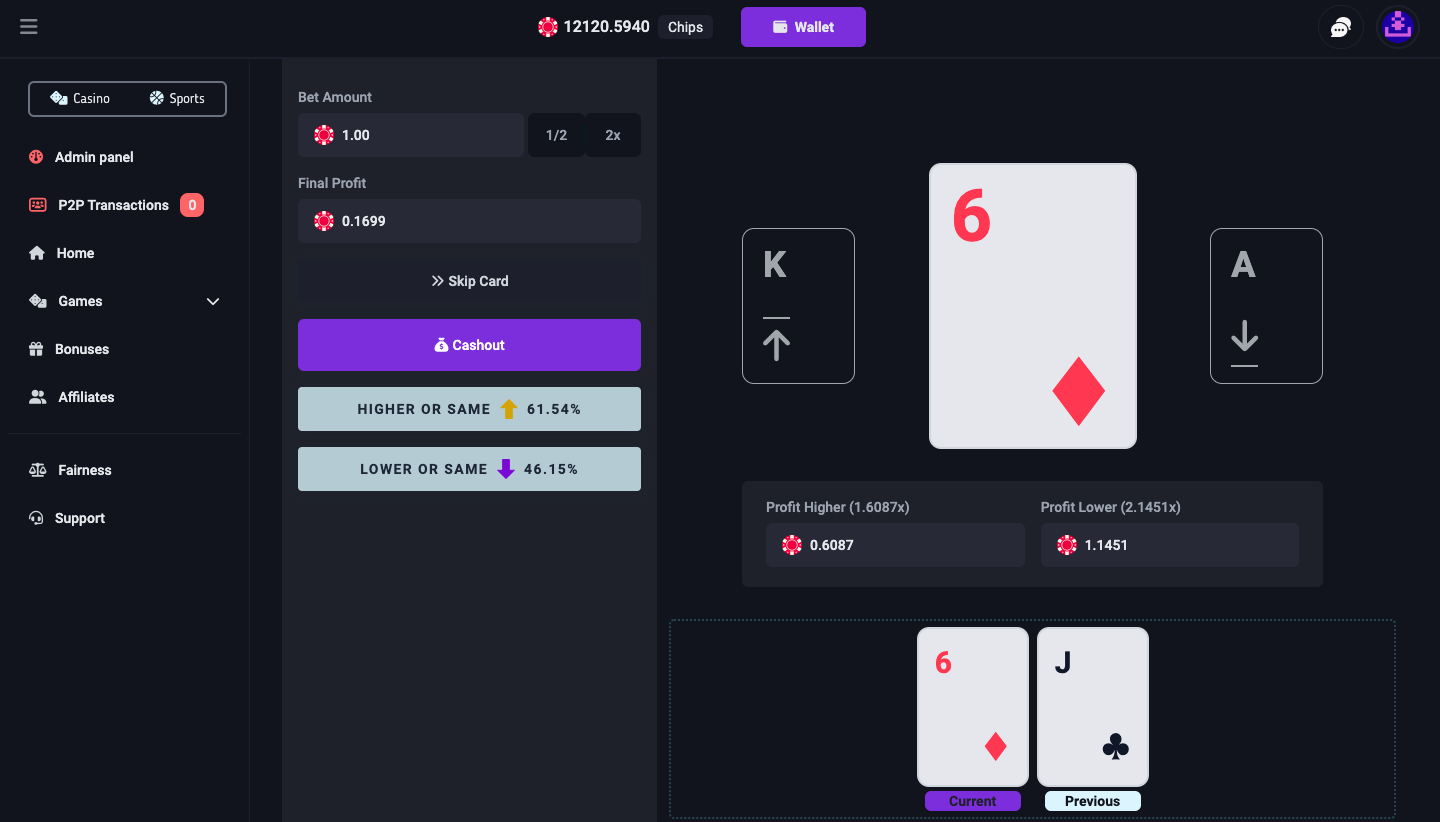 12120.5940 Chips
Wallet
Casino
Sports
Admin panel
P2P Transactions 0
Home
Games
Bonuses
Affiliates
Fairness
Support
Bet Amount
1.00
1/2
2x
Final Profit
0.1699
Skip Card
Cashout
HIGHER OR SAME 61.54%
LOWER OR SAME 46.15%
K
6
A
Profit Higher (1.6087x)
0.6087
Profit Lower (2.1451x)
1.1451
6
Current
J
Previous